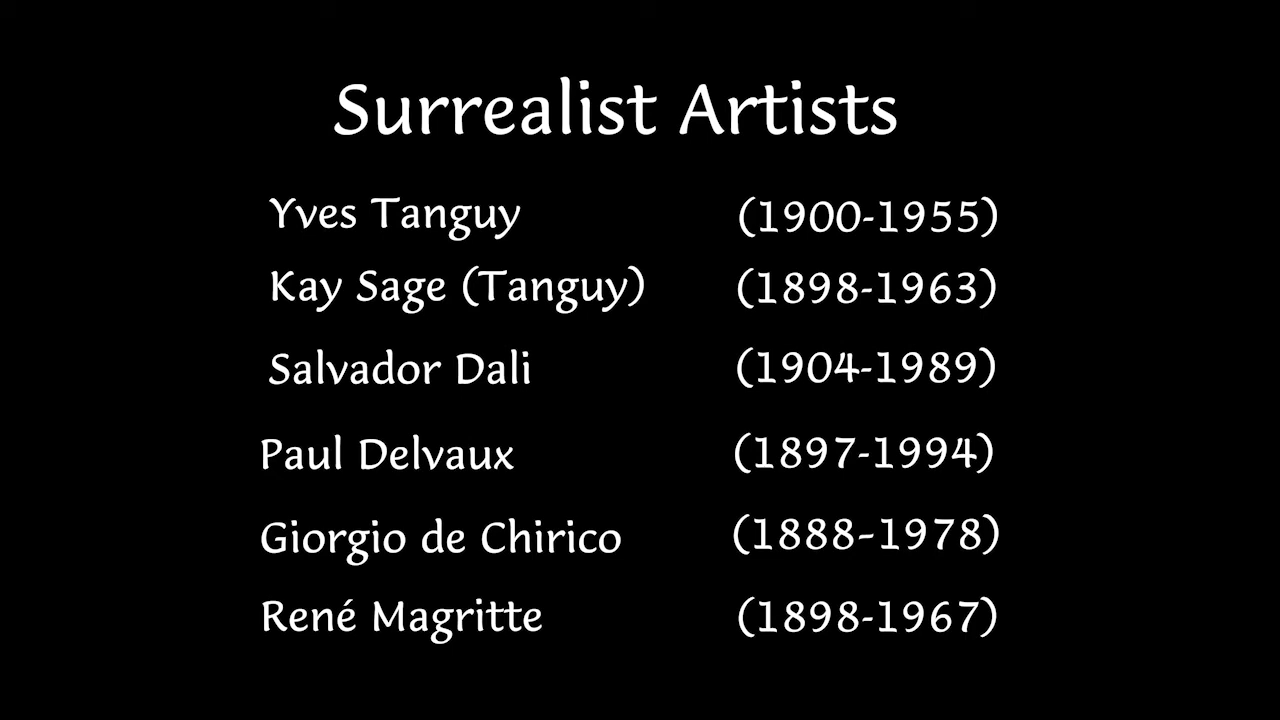 Surrealist Artists
Yves Tanguy (1900-1955)
Kay Sage (Tanguy) (1898-1963)
Salvador Dali (1904-1989)
Paul Delvaux (1897-1994)
Giorgio de Chirico (1888-1978)
René Magritte (1898-1967)